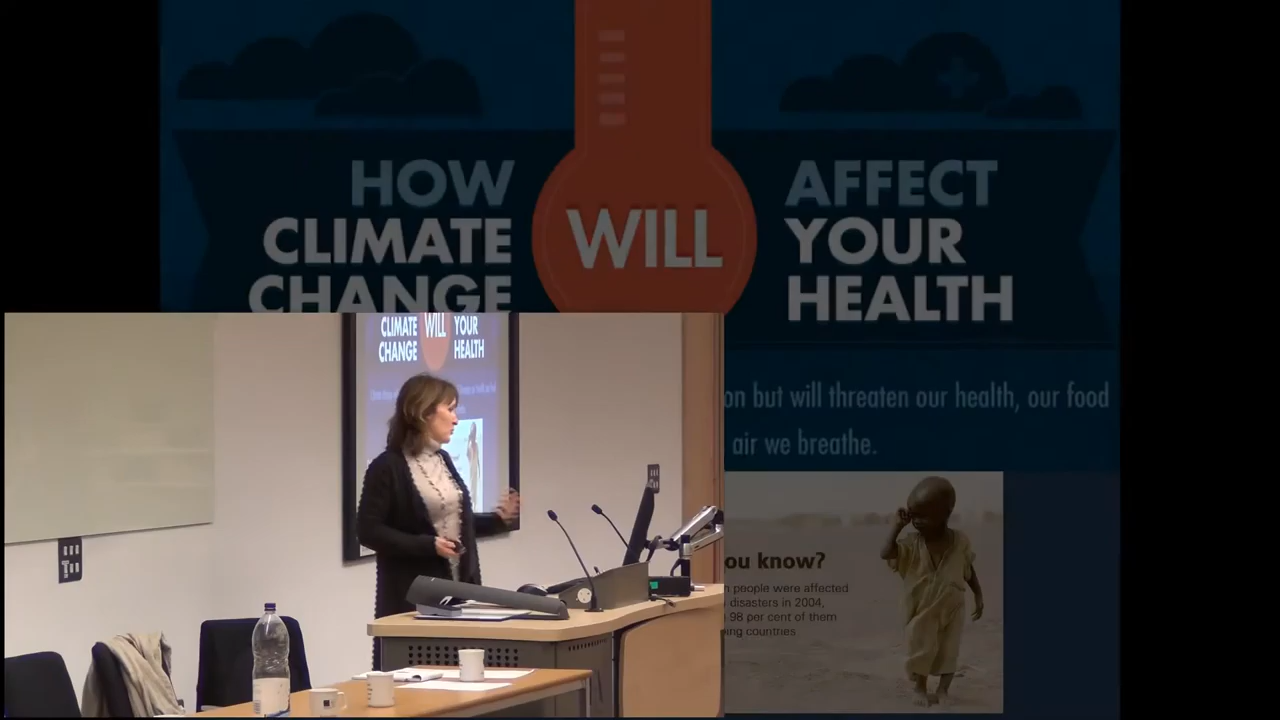 HOW
CLIMATE
CHANGE
WILL
AFFECT
YOUR
HEALTH
on but will threaten our health, our food
air we breathe.
ou know?
people were affected
disasters in 2004,
98 per cent of them
ing countries
CLIMATE
CHANGE
WILL
YOUR
HEALTH